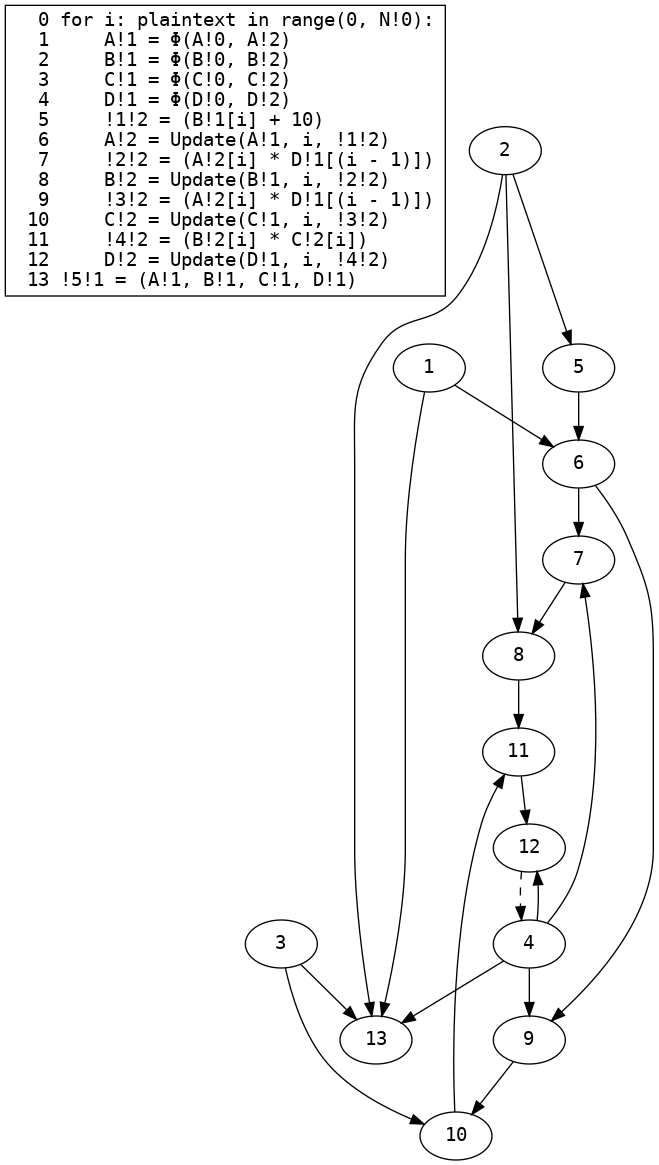 0 for i: plaintext in range(0, N!0):
1     A!1 = Φ(A!0, A!2)
2     B!1 = Φ(B!0, B!2)
3     C!1 = Φ(C!0, C!2)
4     D!1 = Φ(D!0, D!2)
5     !1!2 = (B!1[i] + 10)
6     A!2 = Update(A!1, i, !1!2)
7     !2!2 = (A!2[i] * D!1[(i - 1)])
8     B!2 = Update(B!1, i, !2!2)
9     !3!2 = (A!2[i] * D!1[(i - 1)])
10     C!2 = Update(C!1, i, !3!2)
11     !4!2 = (B!2[i] * C!2[i])
12     D!2 = Update(D!1, i, !4!2)
13 !5!1 = (A!1, B!1, C!1, D!1)
2
1
5
6
7
8
11
12
3
4
13
9
10